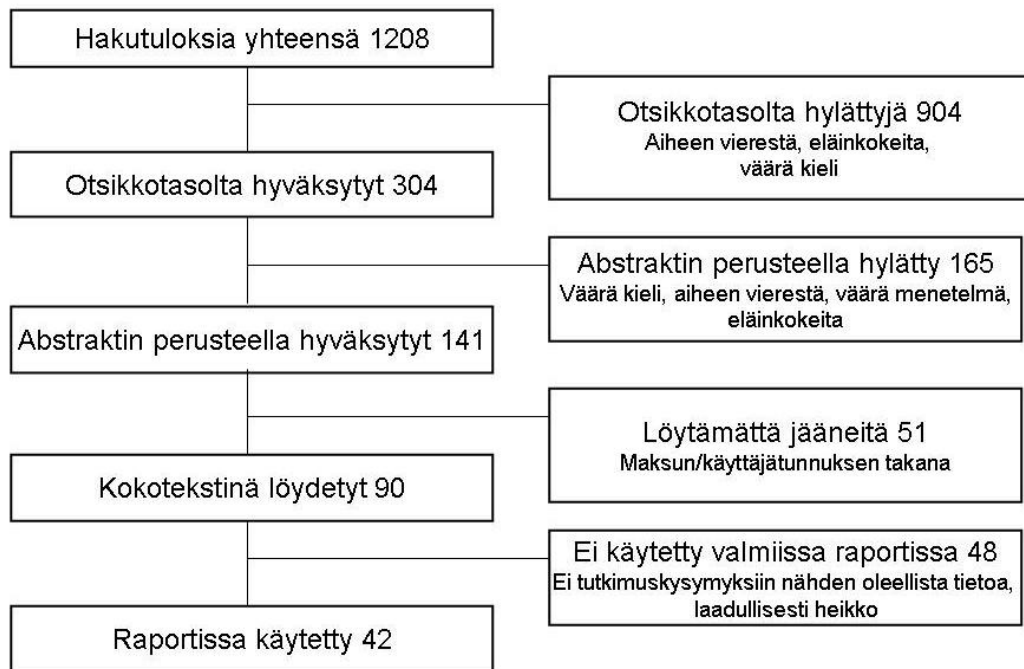 Hakutuloksia yhteensä 1208
Otsikkotasolta hylättyjä 904
Aiheen vierestä, eläinkokeita,
väärä kieli
Otsikkotasolta hyväksytyt 304
Abstraktin perusteella hylätty 165
Väärä kieli, aiheen vierestä, väärä menetelmä,
eläinkokeita
Abstraktin perusteella hyväksytyt 141
Löytämättä jääneitä 51
Maksun/käyttäjätunnuksen takana
Kokotekstinä löydetyt 90
Ei käytetty valmiissa raportissa 48
Ei tutkimuskysymyksiin nähden oleellista tietoa,
laadullisesti heikko
Raportissa käytetty 42